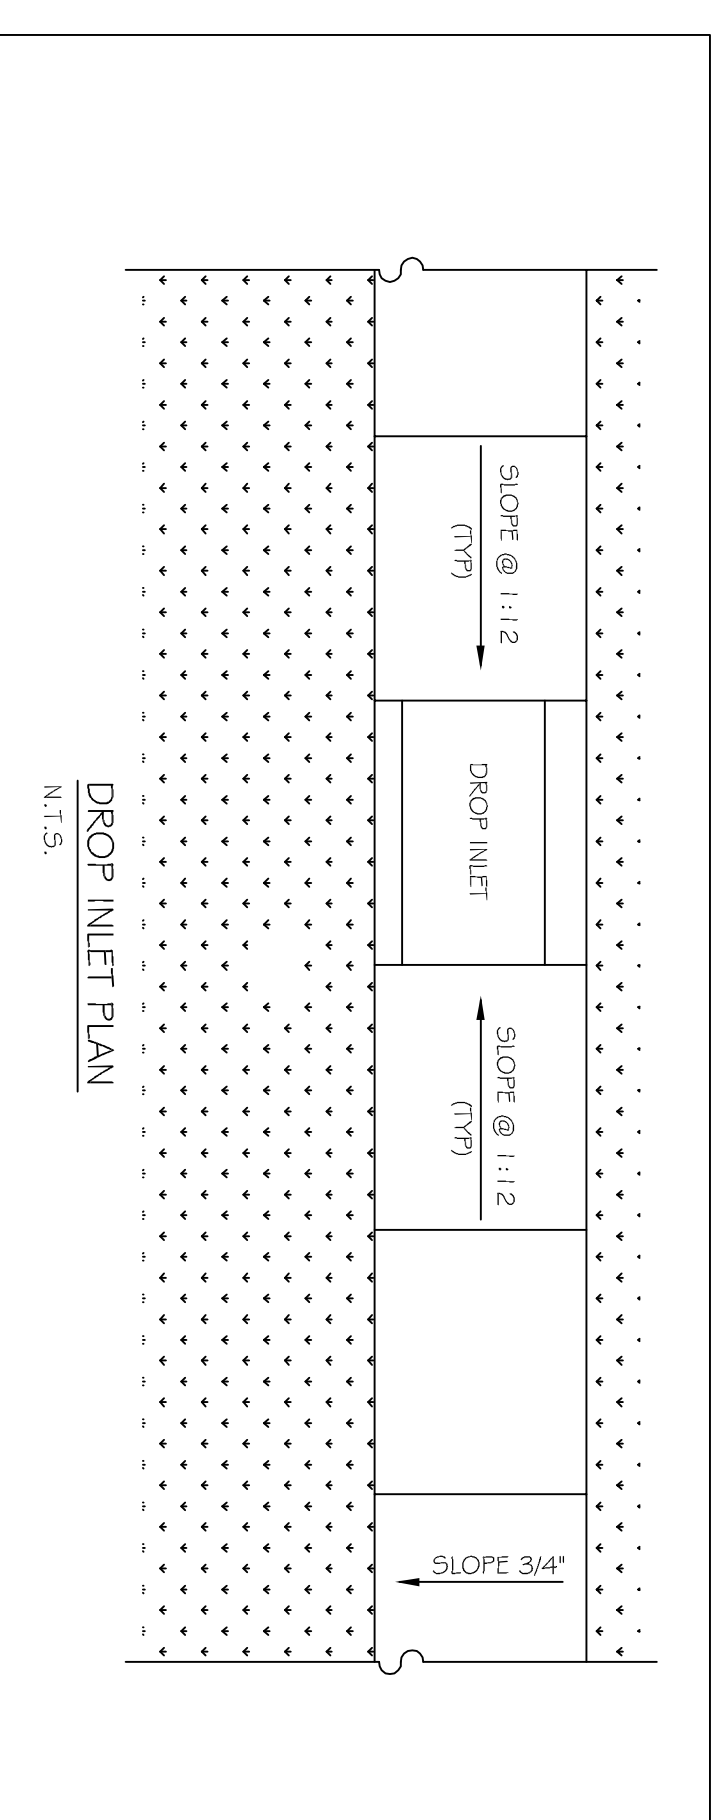 SLOPE @ 1:12
(TYP)
DROP INLET
SLOPE @ 1:12
(TYP)
SLOPE 3/4"
DROP INLET PLAN
N.T.S.